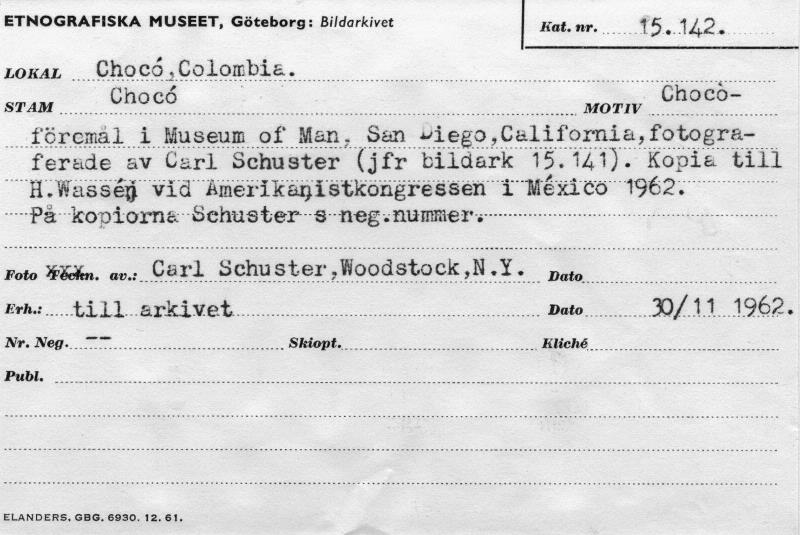 ETNOGRAFISKA MUSEET, Göteborg: Bildarkivet
Kat. nr. 15.142.
LOKAL Chocó,Colombia.
STAM Chocó MOTIV Chocò-
föremål i Museum of Man, San Diego,California,fotogra-
ferade av Carl Schuster (jfr bildark 15.141). Kopia till
H.Wassén vid Amerikanistkongressen i México 1962.
På kopiorna Schuster s neg.nummer.
Foto Teckn. av.: Carl Schuster,Woodstock,N.Y. Dato
Erh.: till arkivet Dato 30/11 1962.
Nr. Neg. -- Skiopt. Kliché
Publ.
ELANDERS. GBG. 6930. 12. 61.